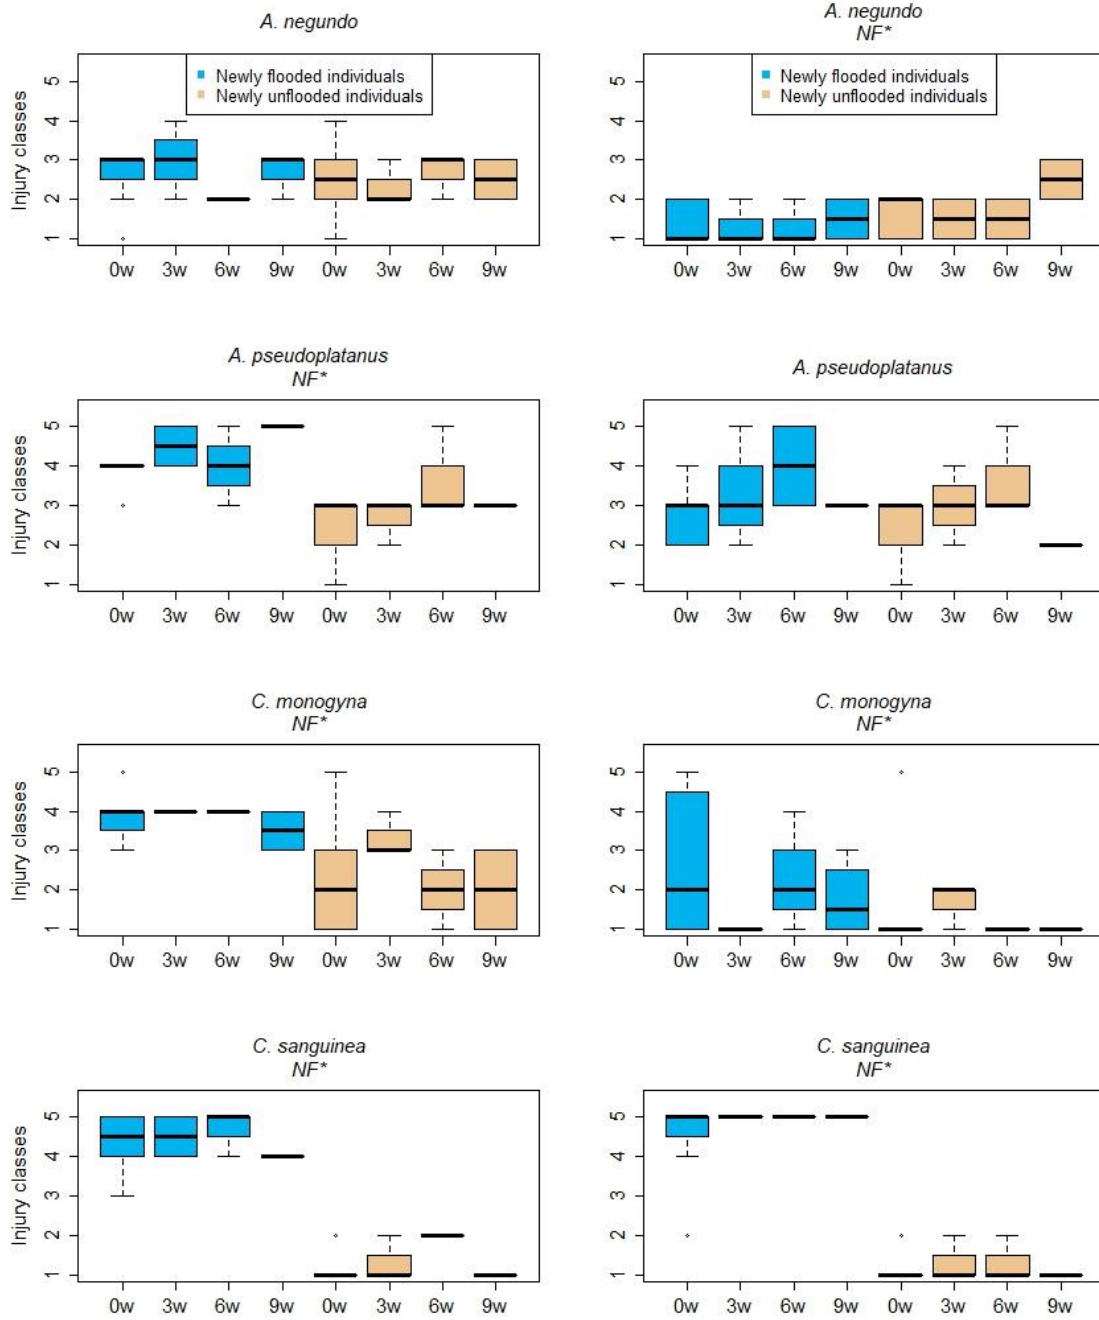 A. negundo
Injury classes
5
4
3
2
1
Newly flooded individuals
Newly unflooded individuals
0w 3w 6w 9w 0w 3w 6w 9w
A. negundo
NF*
5
4
3
2
1
Newly flooded individuals
Newly unflooded individuals
0w 3w 6w 9w 0w 3w 6w 9w
A. pseudoplatanus
NF*
Injury classes
5
4
3
2
1
0w 3w 6w 9w 0w 3w 6w 9w
A. pseudoplatanus
5
4
3
2
1
0w 3w 6w 9w 0w 3w 6w 9w
C. monogyna
NF*
Injury classes
5
4
3
2
1
0w 3w 6w 9w 0w 3w 6w 9w
C. monogyna
NF*
5
4
3
2
1
0w 3w 6w 9w 0w 3w 6w 9w
C. sanguinea
NF*
Injury classes
5
4
3
2
1
0w 3w 6w 9w 0w 3w 6w 9w
C. sanguinea
NF*
5
4
3
2
1
0w 3w 6w 9w 0w 3w 6w 9w